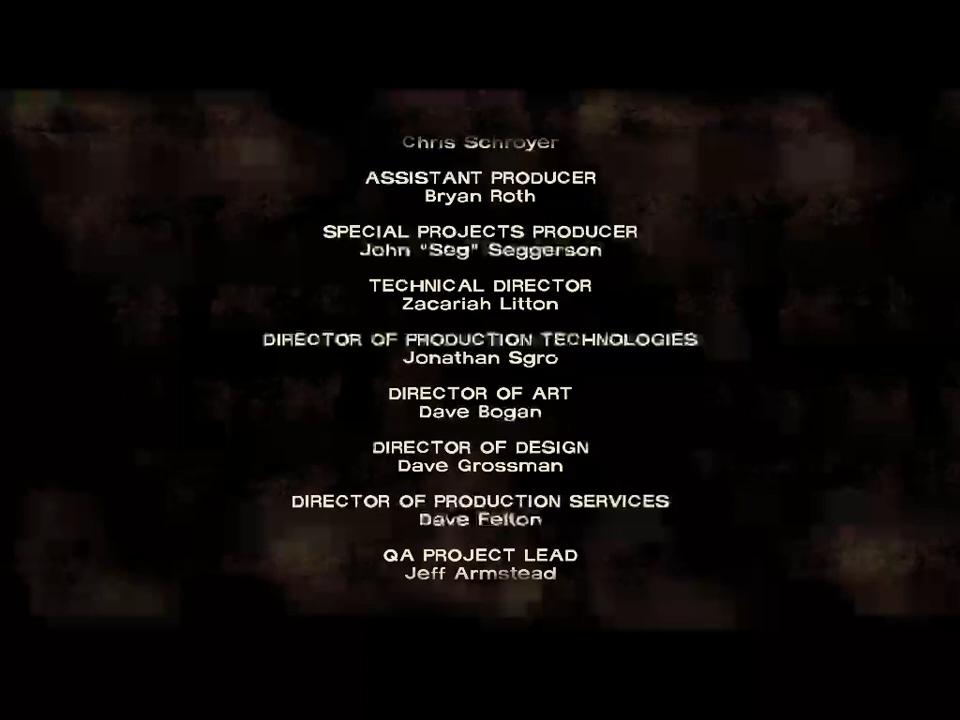 Chris Schroyer
ASSISTANT PRODUCER
Bryan Roth
SPECIAL PROJECTS PRODUCER
John "Seg" Seggerson
TECHNICAL DIRECTOR
Zacariah Litton
DIRECTOR OF PRODUCTION TECHNOLOGIES
Jonathan Sgro
DIRECTOR OF ART
Dave Bogan
DIRECTOR OF DESIGN
Dave Grossman
DIRECTOR OF PRODUCTION SERVICES
Dave Felton
QA PROJECT LEAD
Jeff Armstead